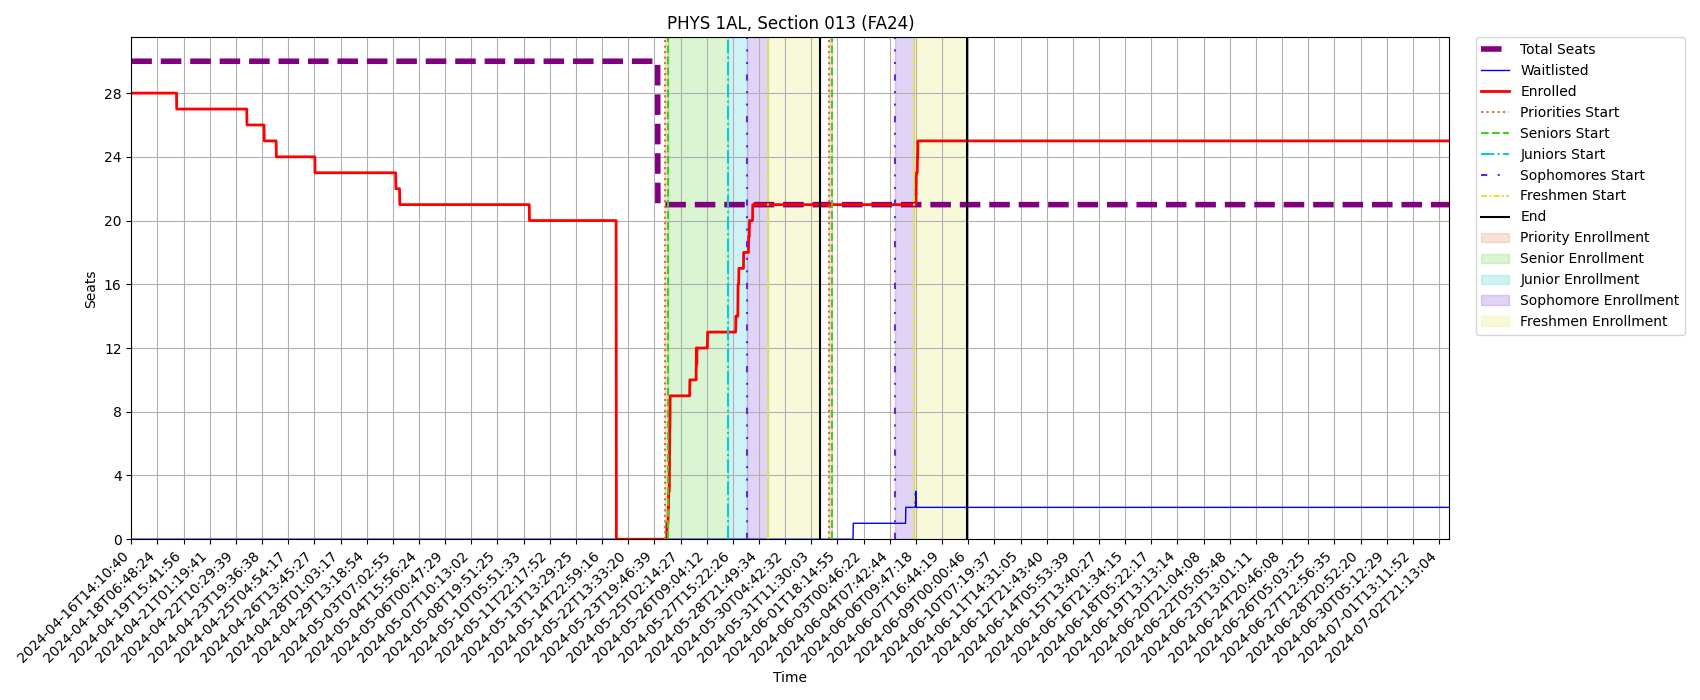 PHYS 1AL, Section 013 (FA24)
Seats
28
24
20
16
12
8
4
0
2024-04-16T14:10:40
2024-04-18T06:48:24
2024-04-19T15:41:56
2024-04-21T01:19:41
2024-04-22T10:29:39
2024-04-23T19:36:38
2024-04-25T04:54:17
2024-04-26T13:45:27
2024-04-28T01:03:17
2024-04-29T13:18:54
2024-05-03T07:02:55
2024-05-04T15:56:24
2024-05-06T00:47:29
2024-05-07T10:13:02
2024-05-08T19:51:25
2024-05-10T05:51:33
2024-05-11T22:17:52
2024-05-13T13:29:25
2024-05-14T22:59:16
2024-05-22T23:33:20
2024-05-23T19:46:39
2024-05-25T02:14:27
2024-05-26T09:04:12
2024-05-27T15:22:26
2024-05-28T21:49:34
2024-05-30T04:42:32
2024-05-31T11:30:03
2024-06-01T18:14:55
2024-06-03T00:46:22
2024-06-04T07:42:44
2024-06-06T09:47:18
2024-06-07T16:44:19
2024-06-09T00:00:46
2024-06-10T07:19:37
2024-06-11T14:31:05
2024-06-12T21:43:40
2024-06-14T05:53:39
2024-06-15T13:40:27
2024-06-16T21:34:15
2024-06-18T05:22:17
2024-06-19T13:13:14
2024-06-20T21:04:08
2024-06-22T05:05:48
2024-06-23T13:01:11
2024-06-24T20:46:08
2024-06-26T05:03:25
2024-06-27T12:56:35
2024-06-28T20:52:20
2024-06-30T05:12:29
2024-07-01T13:11:52
2024-07-02T21:13:04
Time
Total Seats
Waitlisted
Enrolled
Priorities Start
Seniors Start
Juniors Start
Sophomores Start
Freshmen Start
End
Priority Enrollment
Senior Enrollment
Junior Enrollment
Sophomore Enrollment
Freshmen Enrollment